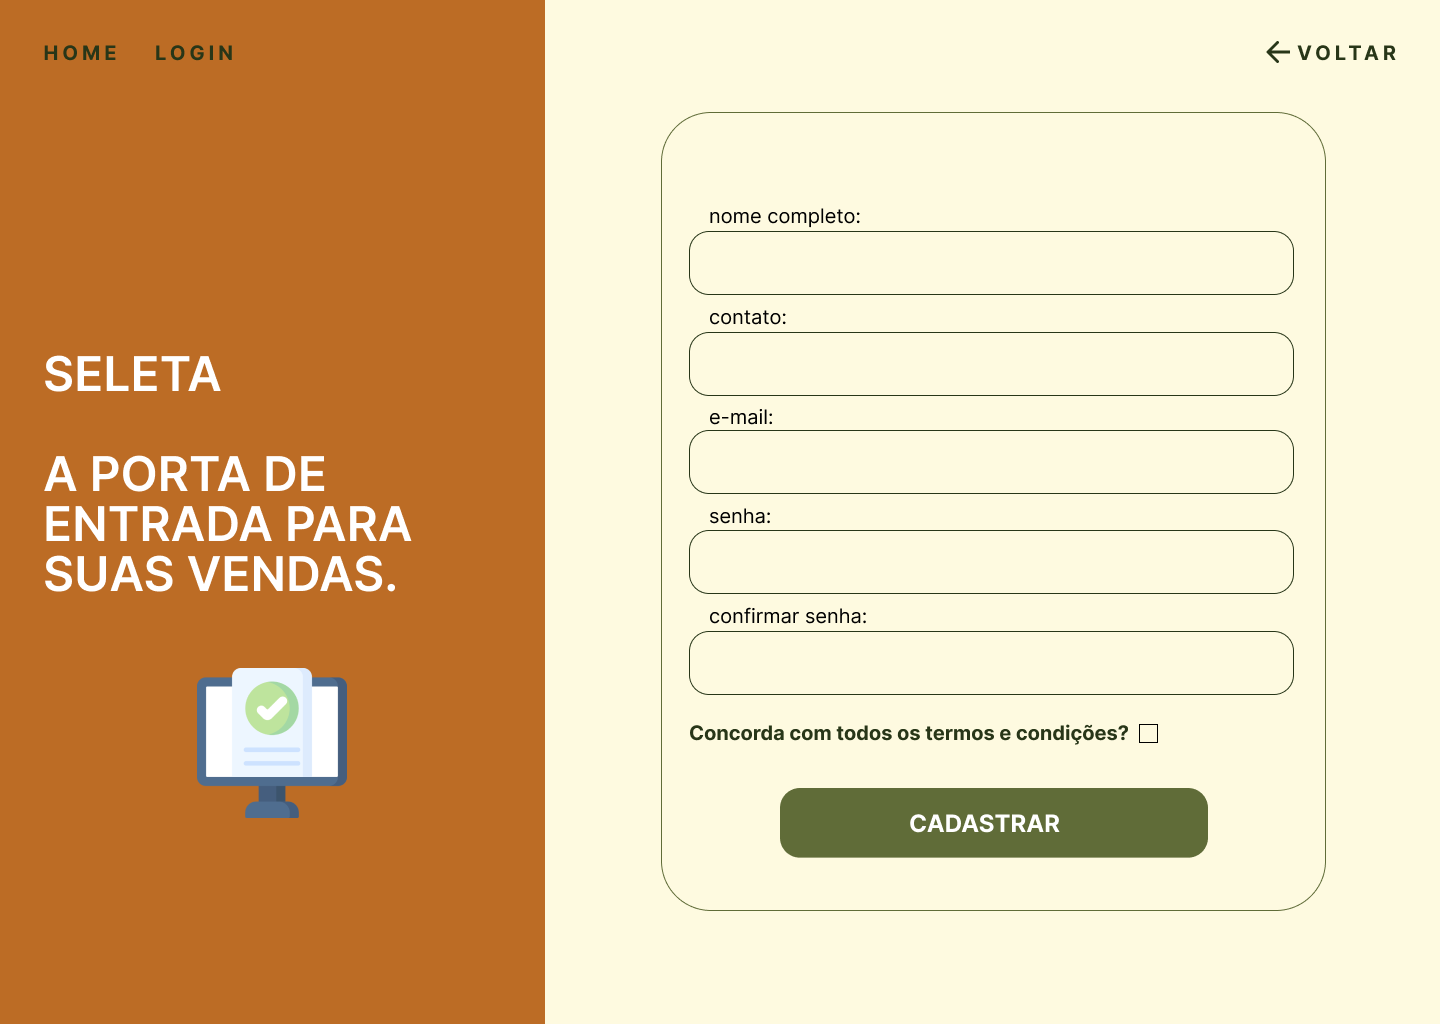 HOME LOGIN
VOLTAR
SELETA
A PORTA DE
ENTRADA PARA
SUAS VENDAS.
nome completo:
contato:
e-mail:
senha:
confirmar senha:
Concorda com todos os termos e condições?
CADASTRAR